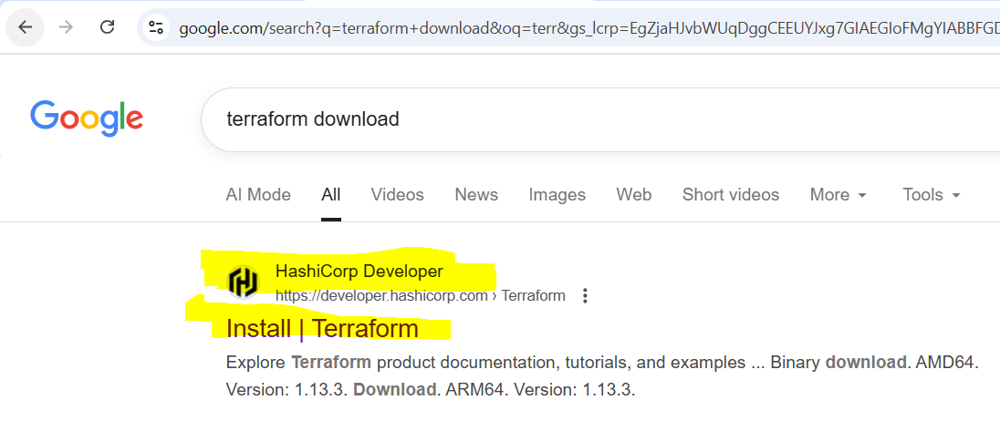 google.com/search?q=terraform+download&oq=terr&gs_lcrp=EgZjaHJvbWUqDggCEEUYJxg7GIAEGIoFMgYIABBFGD
Google
terraform download
AI Mode All Videos News Images Web Short videos More Tools
HashiCorp Developer
https://developer.hashicorp.com › Terraform
Install | Terraform
Explore Terraform product documentation, tutorials, and examples ... Binary download. AMD64.
Version: 1.13.3. Download. ARM64. Version: 1.13.3.